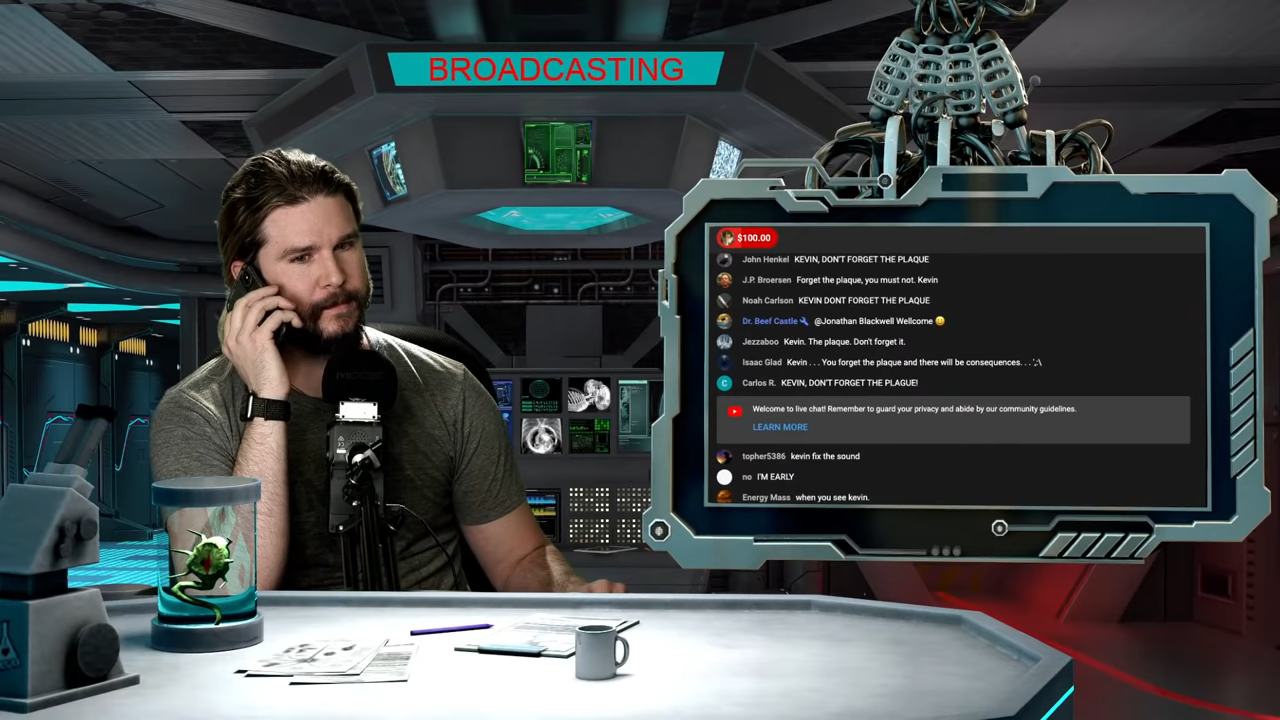 BROADCASTING
$100.00
John Henkel KEVIN, DON'T FORGET THE PLAQUE
J.P. Broersen Forget the plaque, you must not. Kevin
Noah Carlson KEVIN DONT FORGET THE PLAQUE
Dr. Beef Castle @Jonathan Blackwell Wellcome 😀
Jezzaboo Kevin. The plaque. Don't forget it.
Isaac Glad Kevin . . . You forget the plaque and there will be consequences. . . ;,\
C Carlos R. KEVIN, DON'T FORGET THE PLAGUE!
Welcome to live chat! Remember to guard your privacy and abide by our community guidelines.
LEARN MORE
topher5386 kevin fix the sound
no I'M EARLY
Energy Mass when you see kevin.